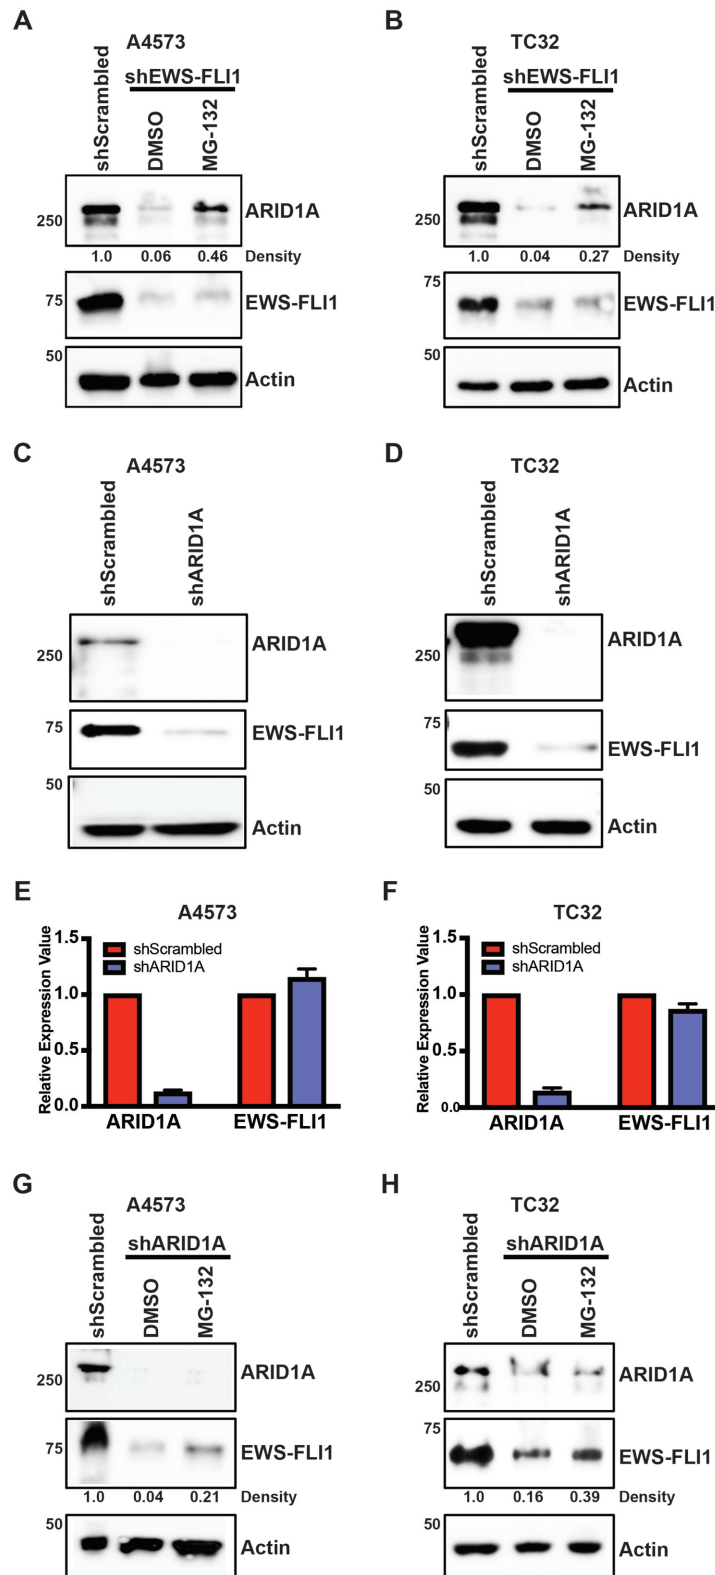 A
A4573
shEWS-FLI1
shScrambled
DMSO
MG-132
250
ARID1A
1.0 0.06 0.46 Density
75
EWS-FLI1
50
Actin
B
TC32
shEWS-FLI1
shScrambled
DMSO
MG-132
250
ARID1A
1.0 0.04 0.27 Density
75
EWS-FLI1
50
Actin
C
A4573
shScrambled
shARID1A
250
ARID1A
75
EWS-FLI1
50
Actin
D
TC32
shScrambled
shARID1A
250
ARID1A
75
EWS-FLI1
50
Actin
E
A4573
Relative Expression Value
1.5
1.0
0.5
0.0
shScrambled
shARID1A
ARID1A EWS-FLI1
F
TC32
Relative Expression Value
1.5
1.0
0.5
0.0
shScrambled
shARID1A
ARID1A EWS-FLI1
G
A4573
shARID1A
shScrambled
DMSO
MG-132
250
ARID1A
75
EWS-FLI1
1.0 0.04 0.21 Density
50
Actin
H
TC32
shARID1A
shScrambled
DMSO
MG-132
250
ARID1A
75
EWS-FLI1
1.0 0.16 0.39 Density
50
Actin